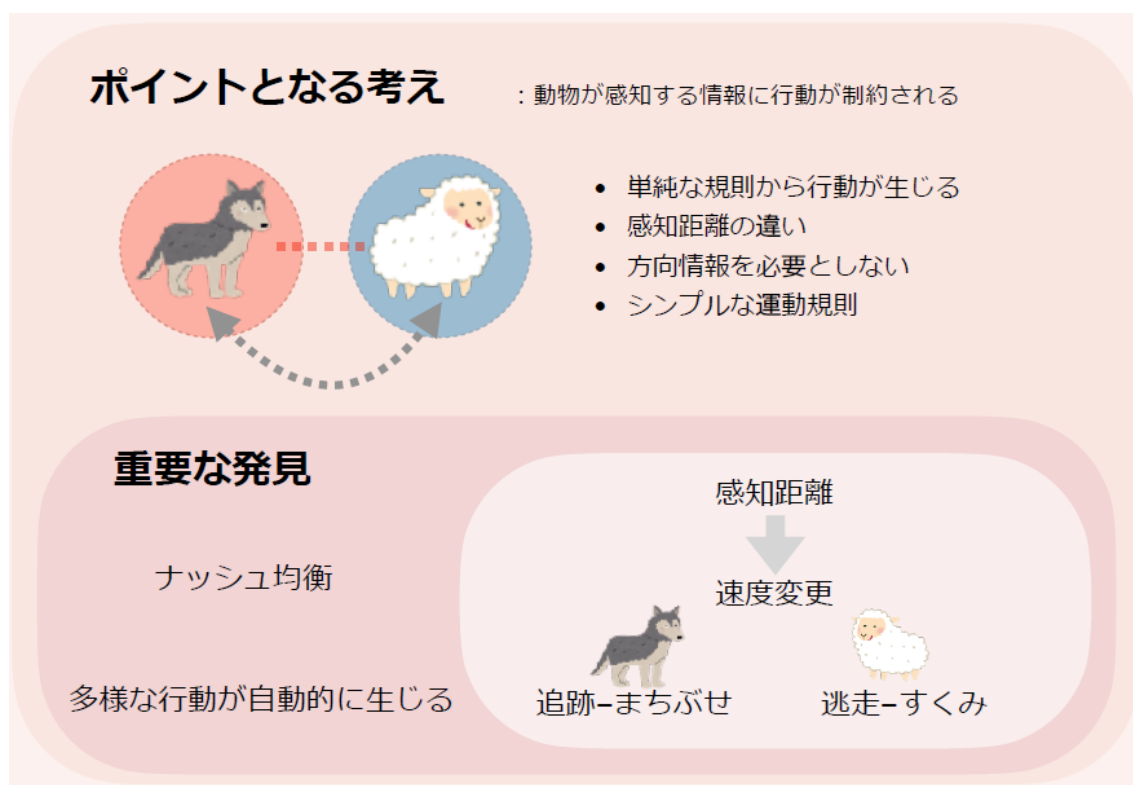 ポイントとなる考え
：動物が感知する情報に行動が制約される
• 単純な規則から行動が生じる
• 感知距離の違い
• 方向情報を必要としない
• シンプルな運動規則
重要な発見
感知距離
ナッシュ均衡
速度変更
多様な行動が自動的に生じる
追跡–まちぶせ
逃走–すくみ